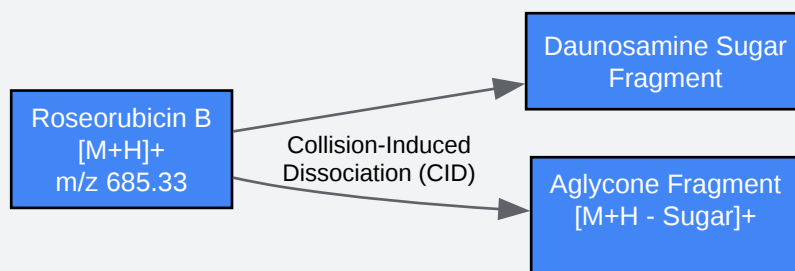 Roseorubicin B
[M+H]+
m/z 685.33
Collision-Induced
Dissociation (CID)
Daunosamine Sugar
Fragment
Aglycone Fragment
[M+H - Sugar]+